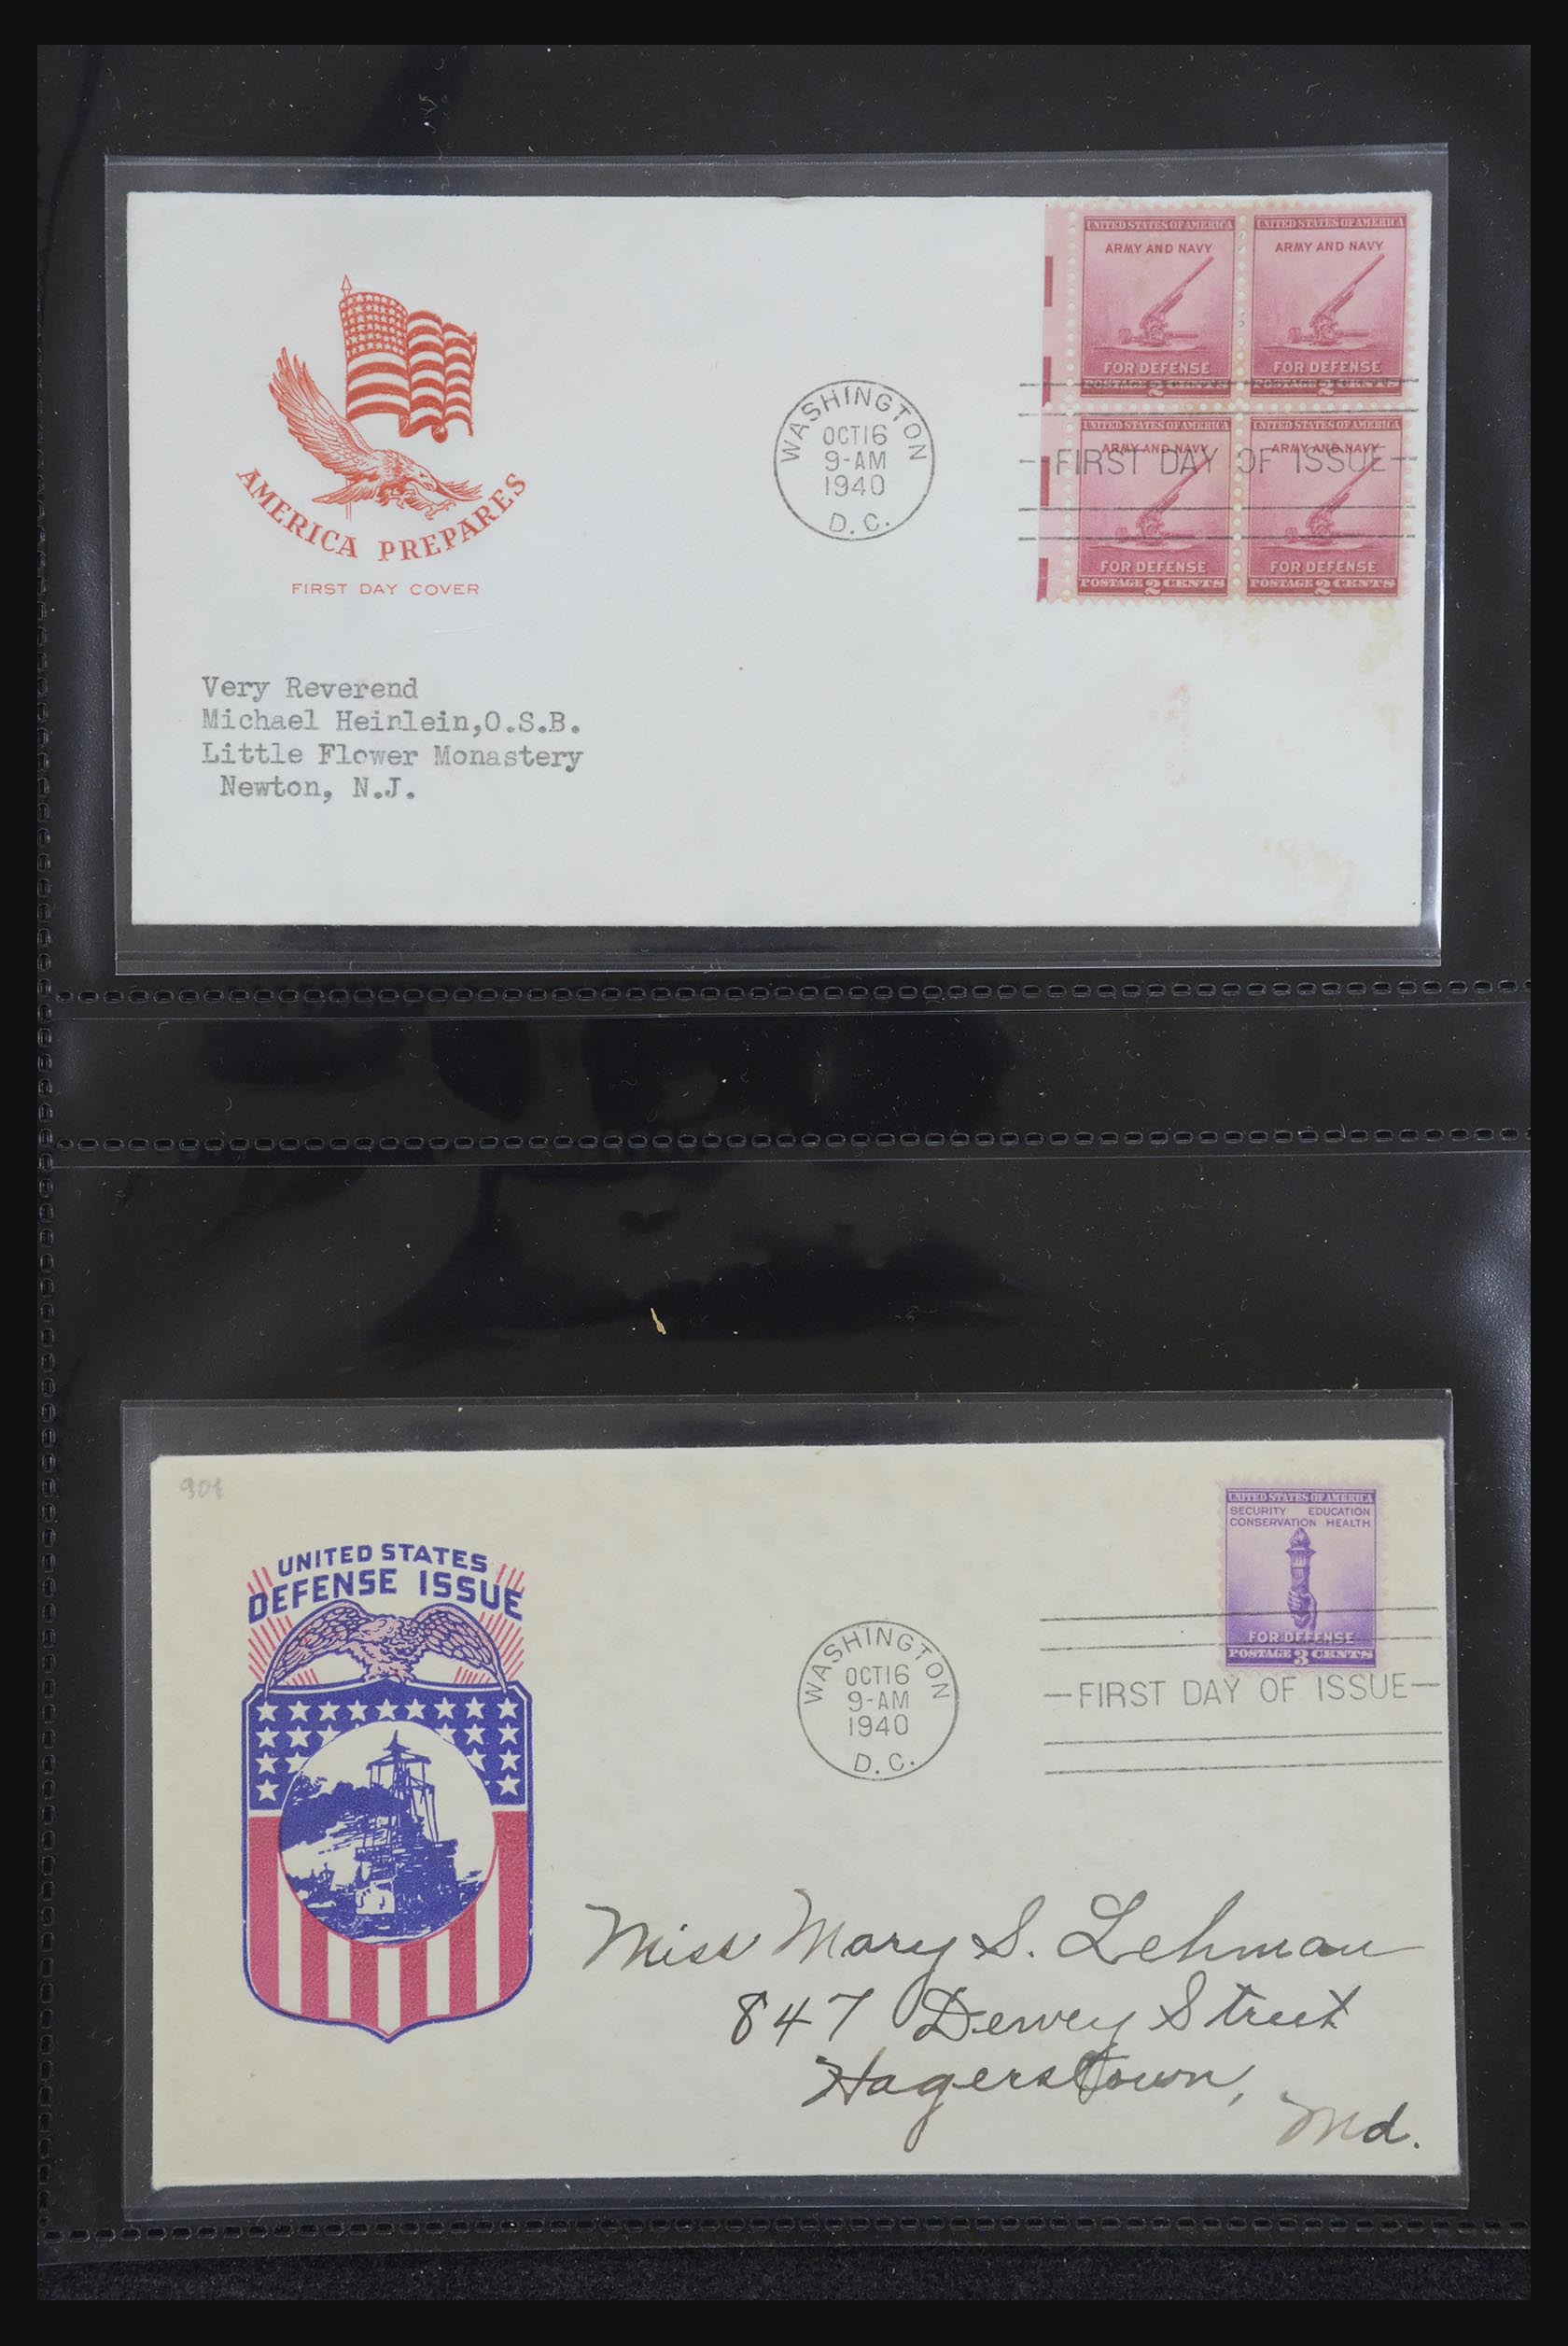 AMERICA PREPARES
FIRST DAY COVER
WASHINGTON
OCT 16
9-AM
1940
D.C.
UNITED STATES OF AMERICA
ARMY AND NAVY
FOR DEFENSE
POSTAGE 2 CENTS
UNITED STATES OF AMERICA
ARMY AND NAVY
FOR DEFENSE
POSTAGE 2 CENTS
UNITED STATES OF AMERICA
ARMY AND NAVY
FOR DEFENSE
POSTAGE 2 CENTS
UNITED STATES OF AMERICA
ARMY AND NAVY
FOR DEFENSE
POSTAGE 2 CENTS
FIRST DAY OF ISSUE
Very Reverend
Michael Heinlein,O.S.B.
Little Flower Monastery
Newton, N.J.
UNITED STATES
DEFENSE ISSUE
WASHINGTON
OCT 16
9-AM
1940
D.C.
UNITED STATES OF AMERICA
SECURITY EDUCATION
CONSERVATION HEALTH
FOR DEFENSE
POSTAGE 3 CENTS
FIRST DAY OF ISSUE
Miss Mary S. Lehman
847 Dewey Street
Hagerstown,
Md.